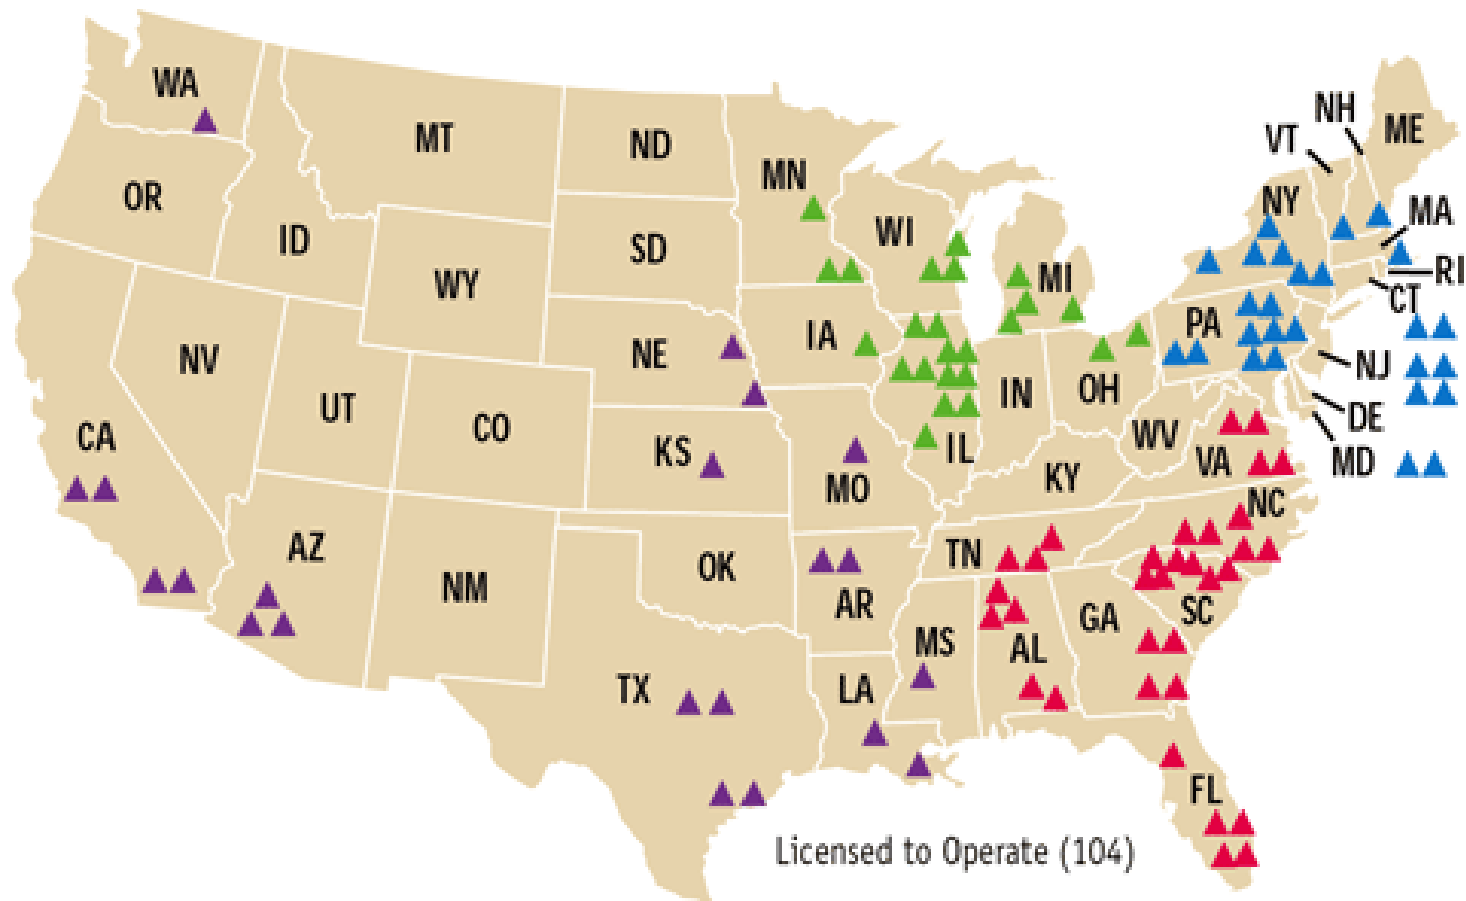 NH
VT
ME
WA
MT
ND
MN
OR
NY
MA
WI
ID
SD
MI
RI
WY
CT
IA
PA
NV
NE
NJ
UT
CO
IN
OH
DE
CA
KS
IL
WV
VA
MD
MO
KY
NC
AZ
TN
OK
NM
AR
SC
GA
MS
AL
TX
LA
FL
Licensed to Operate (104)